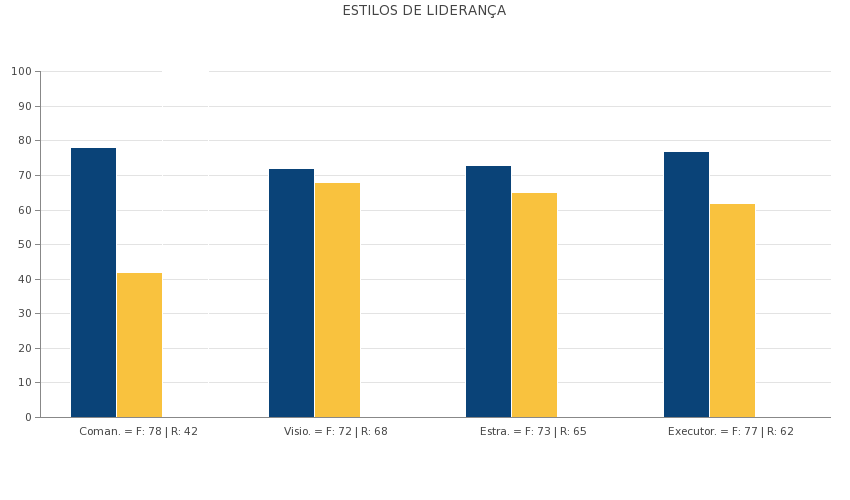 ESTILOS DE LIDERANÇA
100
90
80
70
60
50
40
30
20
10
0
Coman. = F: 78 | R: 42
Visio. = F: 72 | R: 68
Estra. = F: 73 | R: 65
Executor. = F: 77 | R: 62